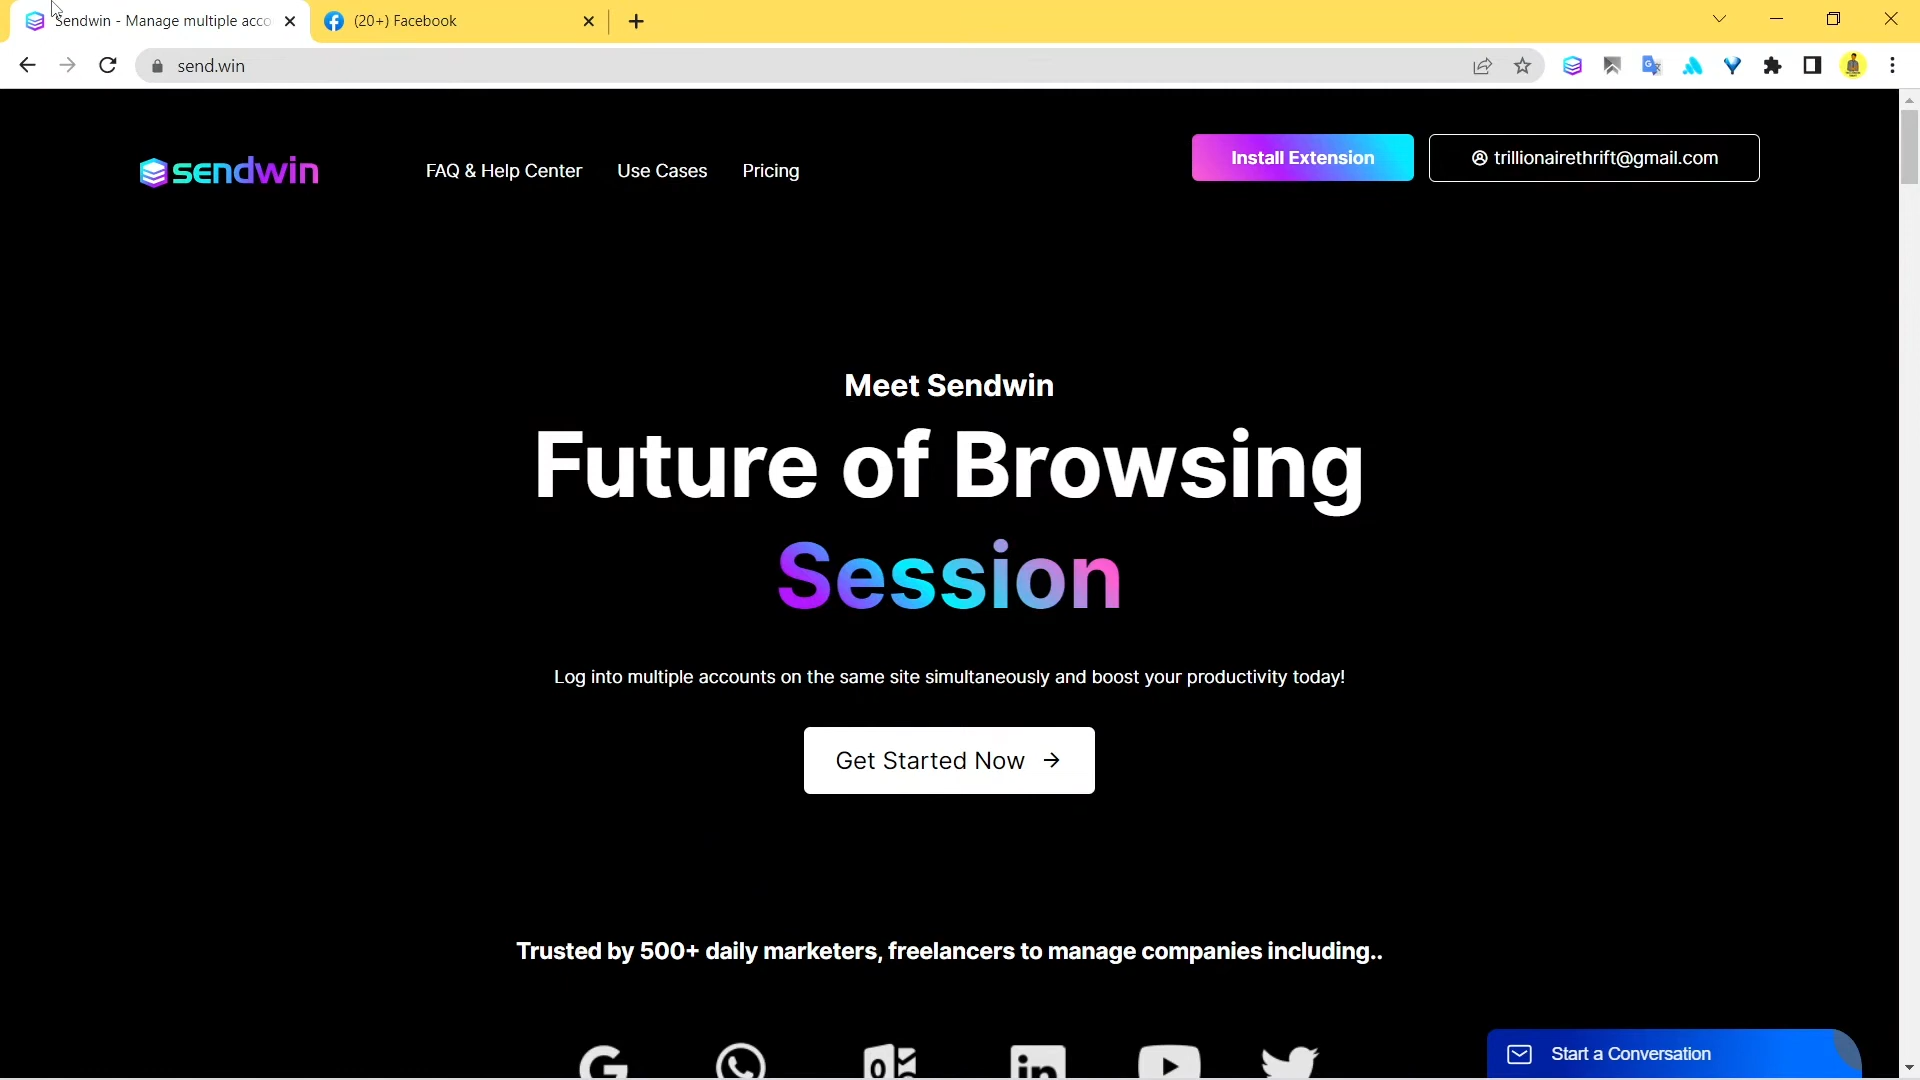 Sendwin - Manage multiple acco
(20+) Facebook
send.win
sendwin
FAQ & Help Center
Use Cases
Pricing
Install Extension
trillionairethrift@gmail.com
Meet Sendwin
Future of Browsing
Session
Log into multiple accounts on the same site simultaneously and boost your productivity today!
Get Started Now →
Trusted by 500+ daily marketers, freelancers to manage companies including..
Start a Conversation